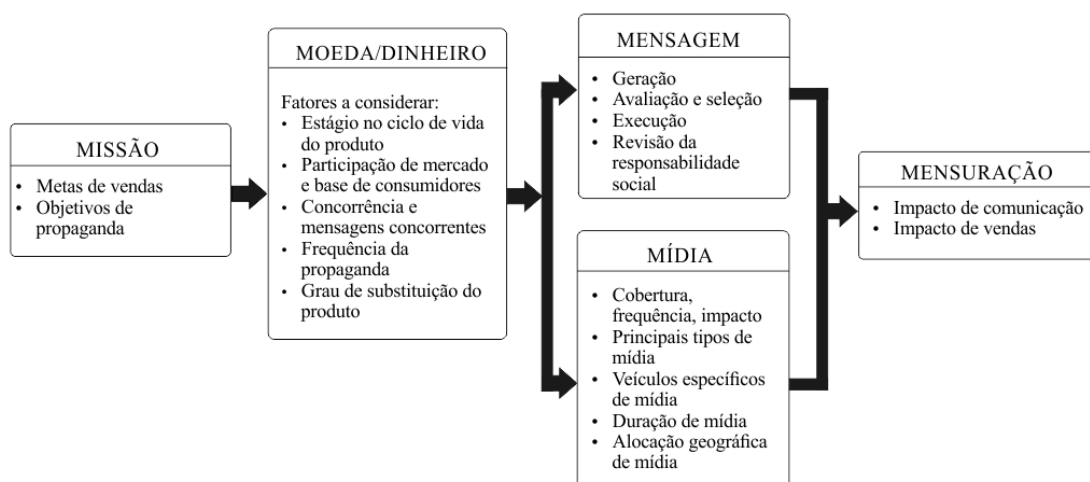 MISSÃO
• Metas de vendas
• Objetivos de
propaganda
MOEDA/DINHEIRO
Fatores a considerar:
• Estágio no ciclo de vida
do produto
• Participação de mercado
e base de consumidores
• Concorrência e
mensagens concorrentes
• Frequência da
propaganda
• Grau de substituição do
produto
MENSAGEM
• Geração
• Avaliação e seleção
• Execução
• Revisão da
responsabilidade
social
MÍDIA
• Cobertura,
frequência, impacto
• Principais tipos de
mídia
• Veículos específicos
de mídia
• Duração de mídia
• Alocação geográfica
de mídia
MENSURAÇÃO
• Impacto de comunicação
• Impacto de vendas